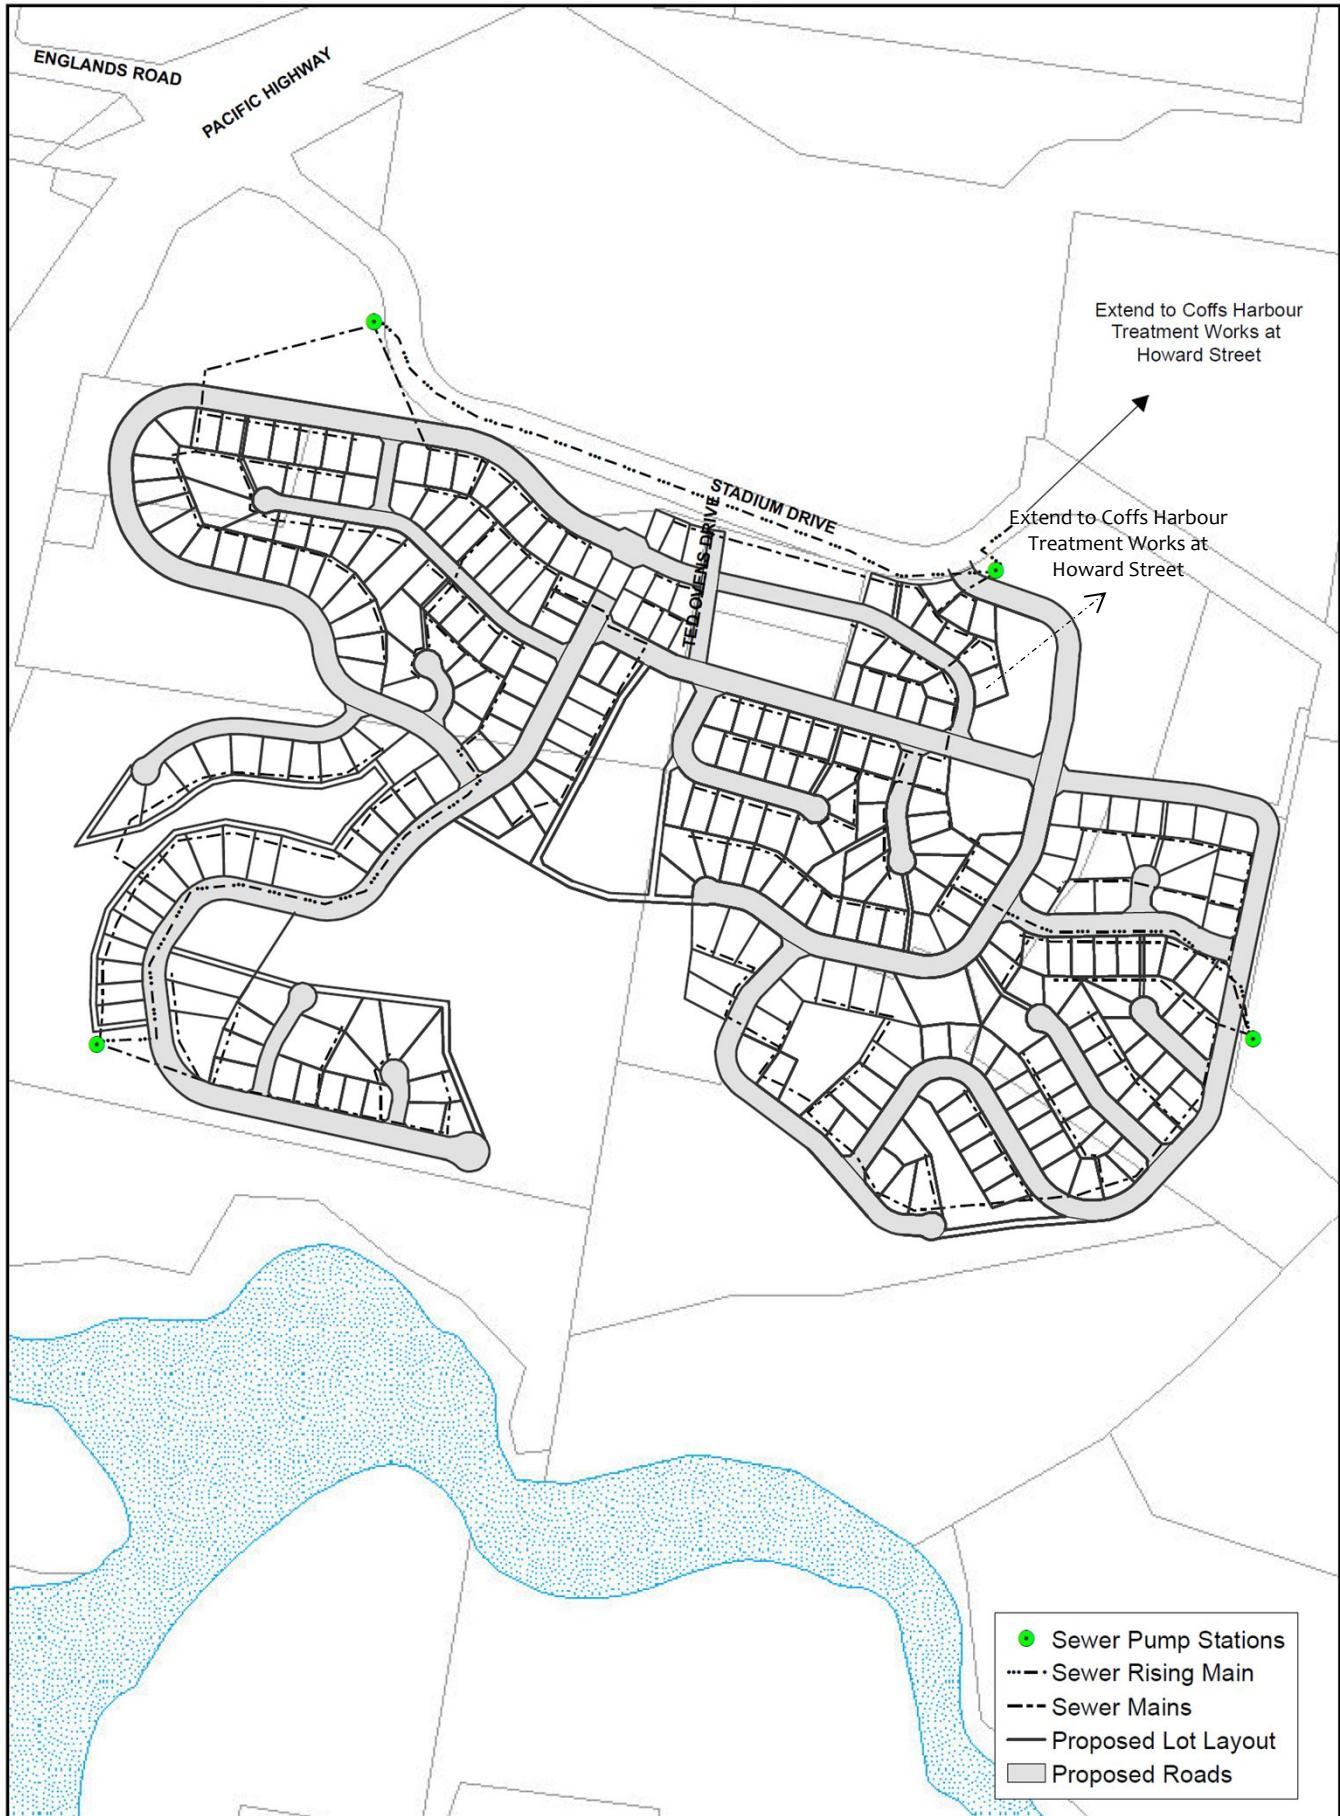 ENGLANDS ROAD
PACIFIC HIGHWAY
Extend to Coffs Harbour
Treatment Works at
Howard Street
STADIUM DRIVE
TED OVENS DRIVE
Extend to Coffs Harbour
Treatment Works at
Howard Street
Sewer Pump Stations
Sewer Rising Main
Sewer Mains
Proposed Lot Layout
Proposed Roads